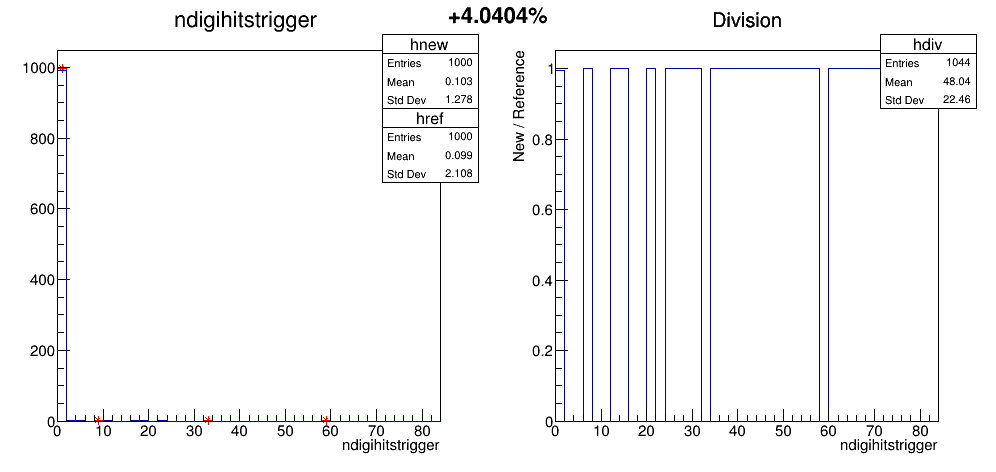 ndigihitstrigger
+4.0404%
Division
hnew
Entries 1000
Mean 0.103
Std Dev 1.278
href
Entries 1000
Mean 0.099
Std Dev 2.108
1000
800
600
400
200
0
0 10 20 30 40 50 60 70 80
ndigihitstrigger
hdiv
Entries 1044
Mean 48.04
Std Dev 22.46
New / Reference
1
0.8
0.6
0.4
0.2
0
0 10 20 30 40 50 60 70 80
ndigihitstrigger